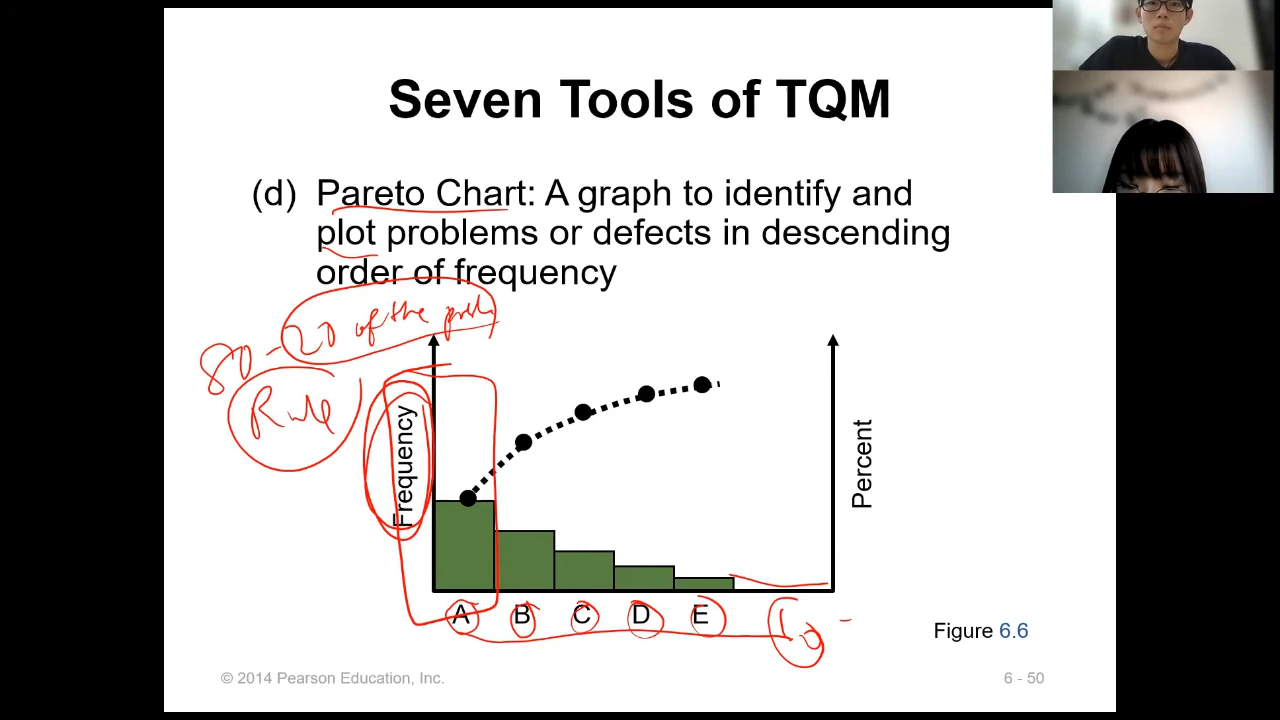 Seven Tools of TQM
(d) Pareto Chart: A graph to identify and
plot problems or defects in descending
order of frequency
80 - 20 of the
Rule
Frequency
Percent
A B C D E 10
Figure 6.6
© 2014 Pearson Education, Inc.
6 - 50